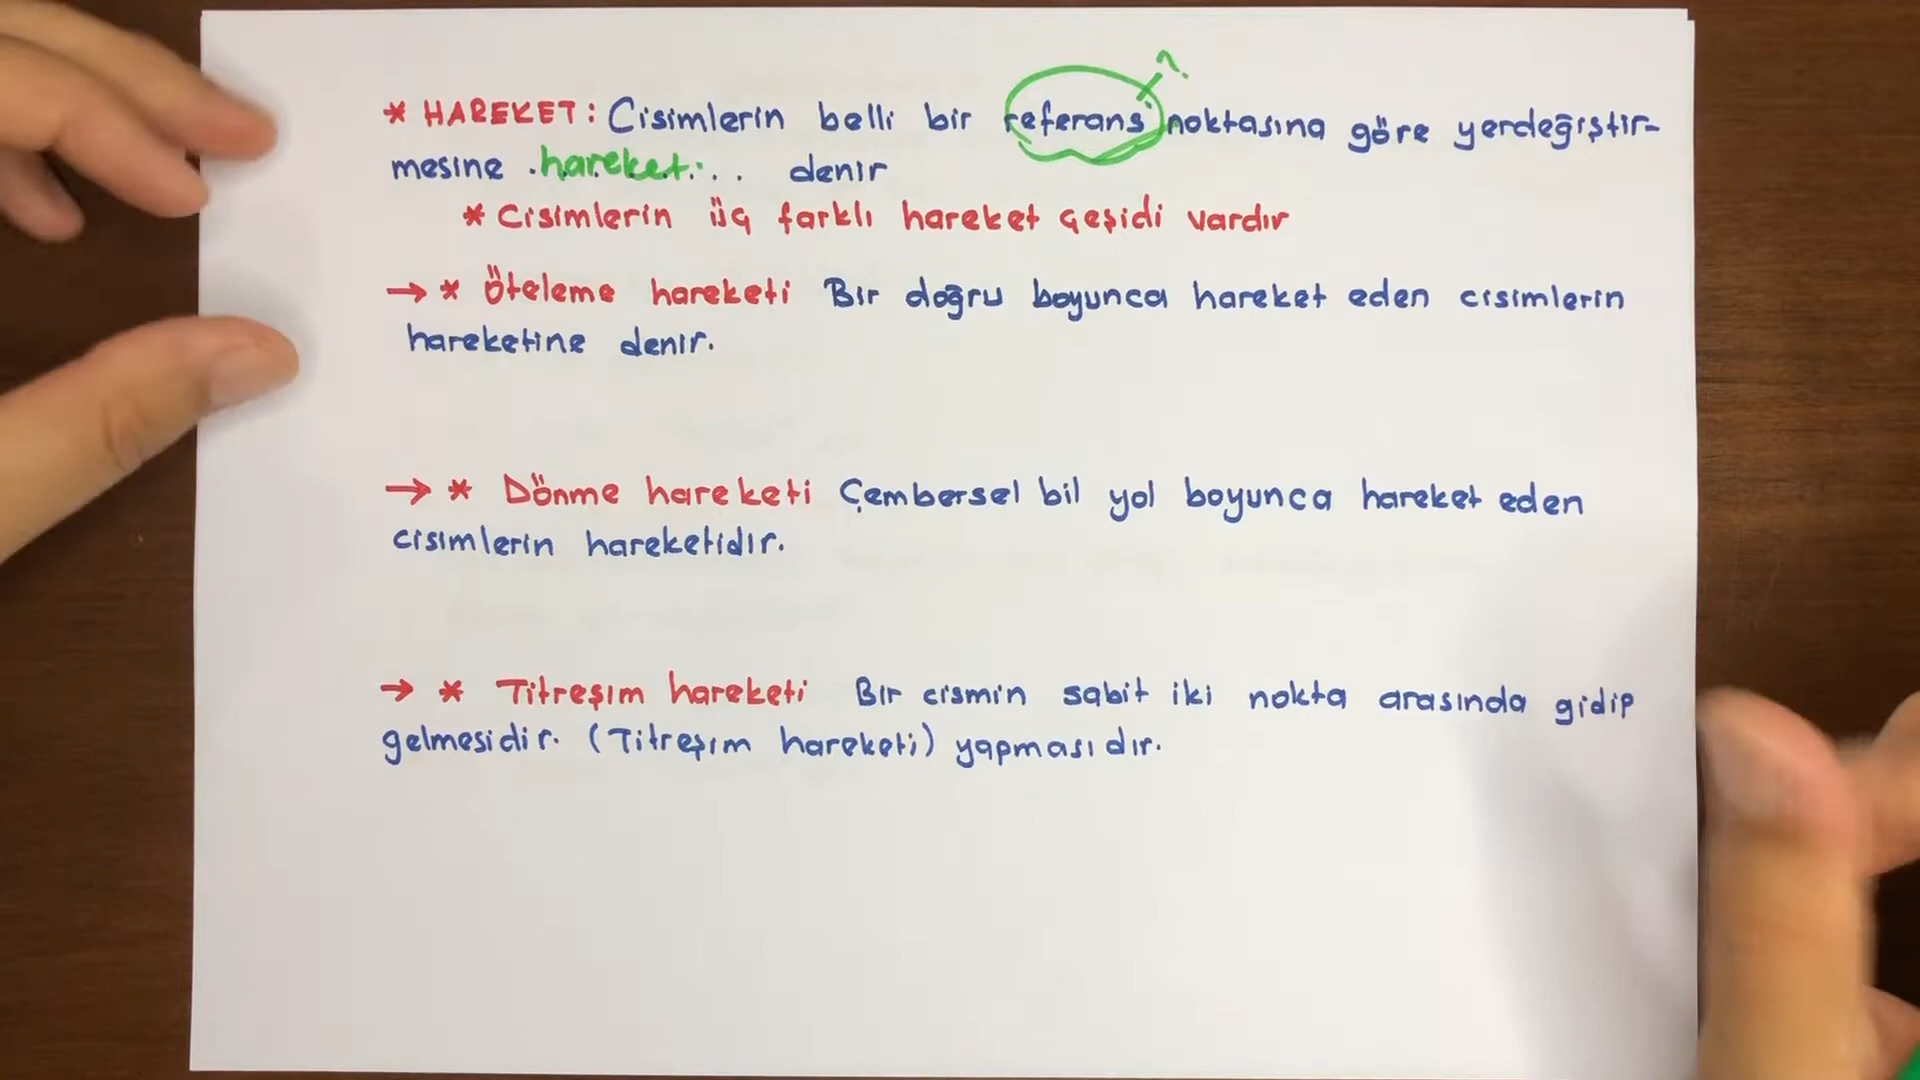 * HAREKET: Cisimlerin belli bir referans noktasına göre yerdeğiştir-
mesine .hareket... denir
* Cisimlerin üç farklı hareket çeşidi vardır
→ * Öteleme hareketi Bir doğru boyunca hareket eden cisimlerin
hareketine denir.
→ * Dönme hareketi Çembersel bil yol boyunca hareket eden
cisimlerin hareketidir.
→ * Titreşim hareketi Bir cismin sabit iki nokta arasında gidip
gelmesidir. (Titreşim hareketi) yapmasıdır.